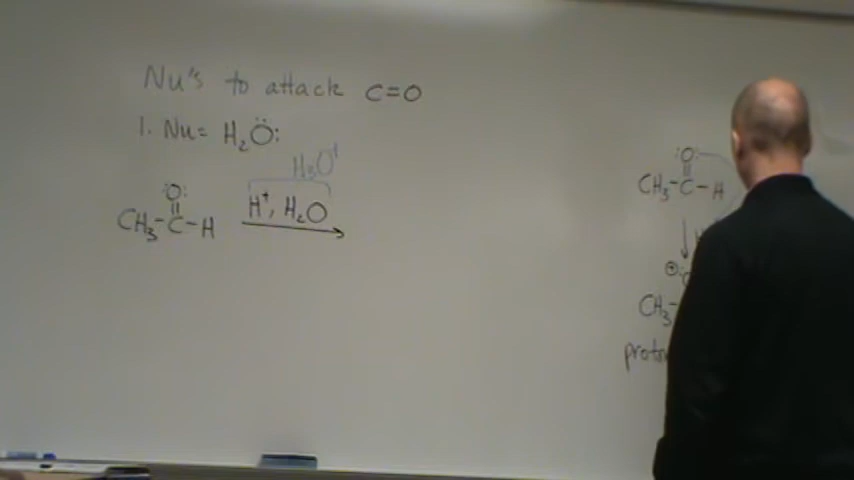 Nu's to attack C=O
1. Nu= H₂Ö:
H₃O⁺
:O:
||
CH₃-C-H
H⁺, H₂O
:O:
||
CH₃-C-H
⊕:
CH₃-